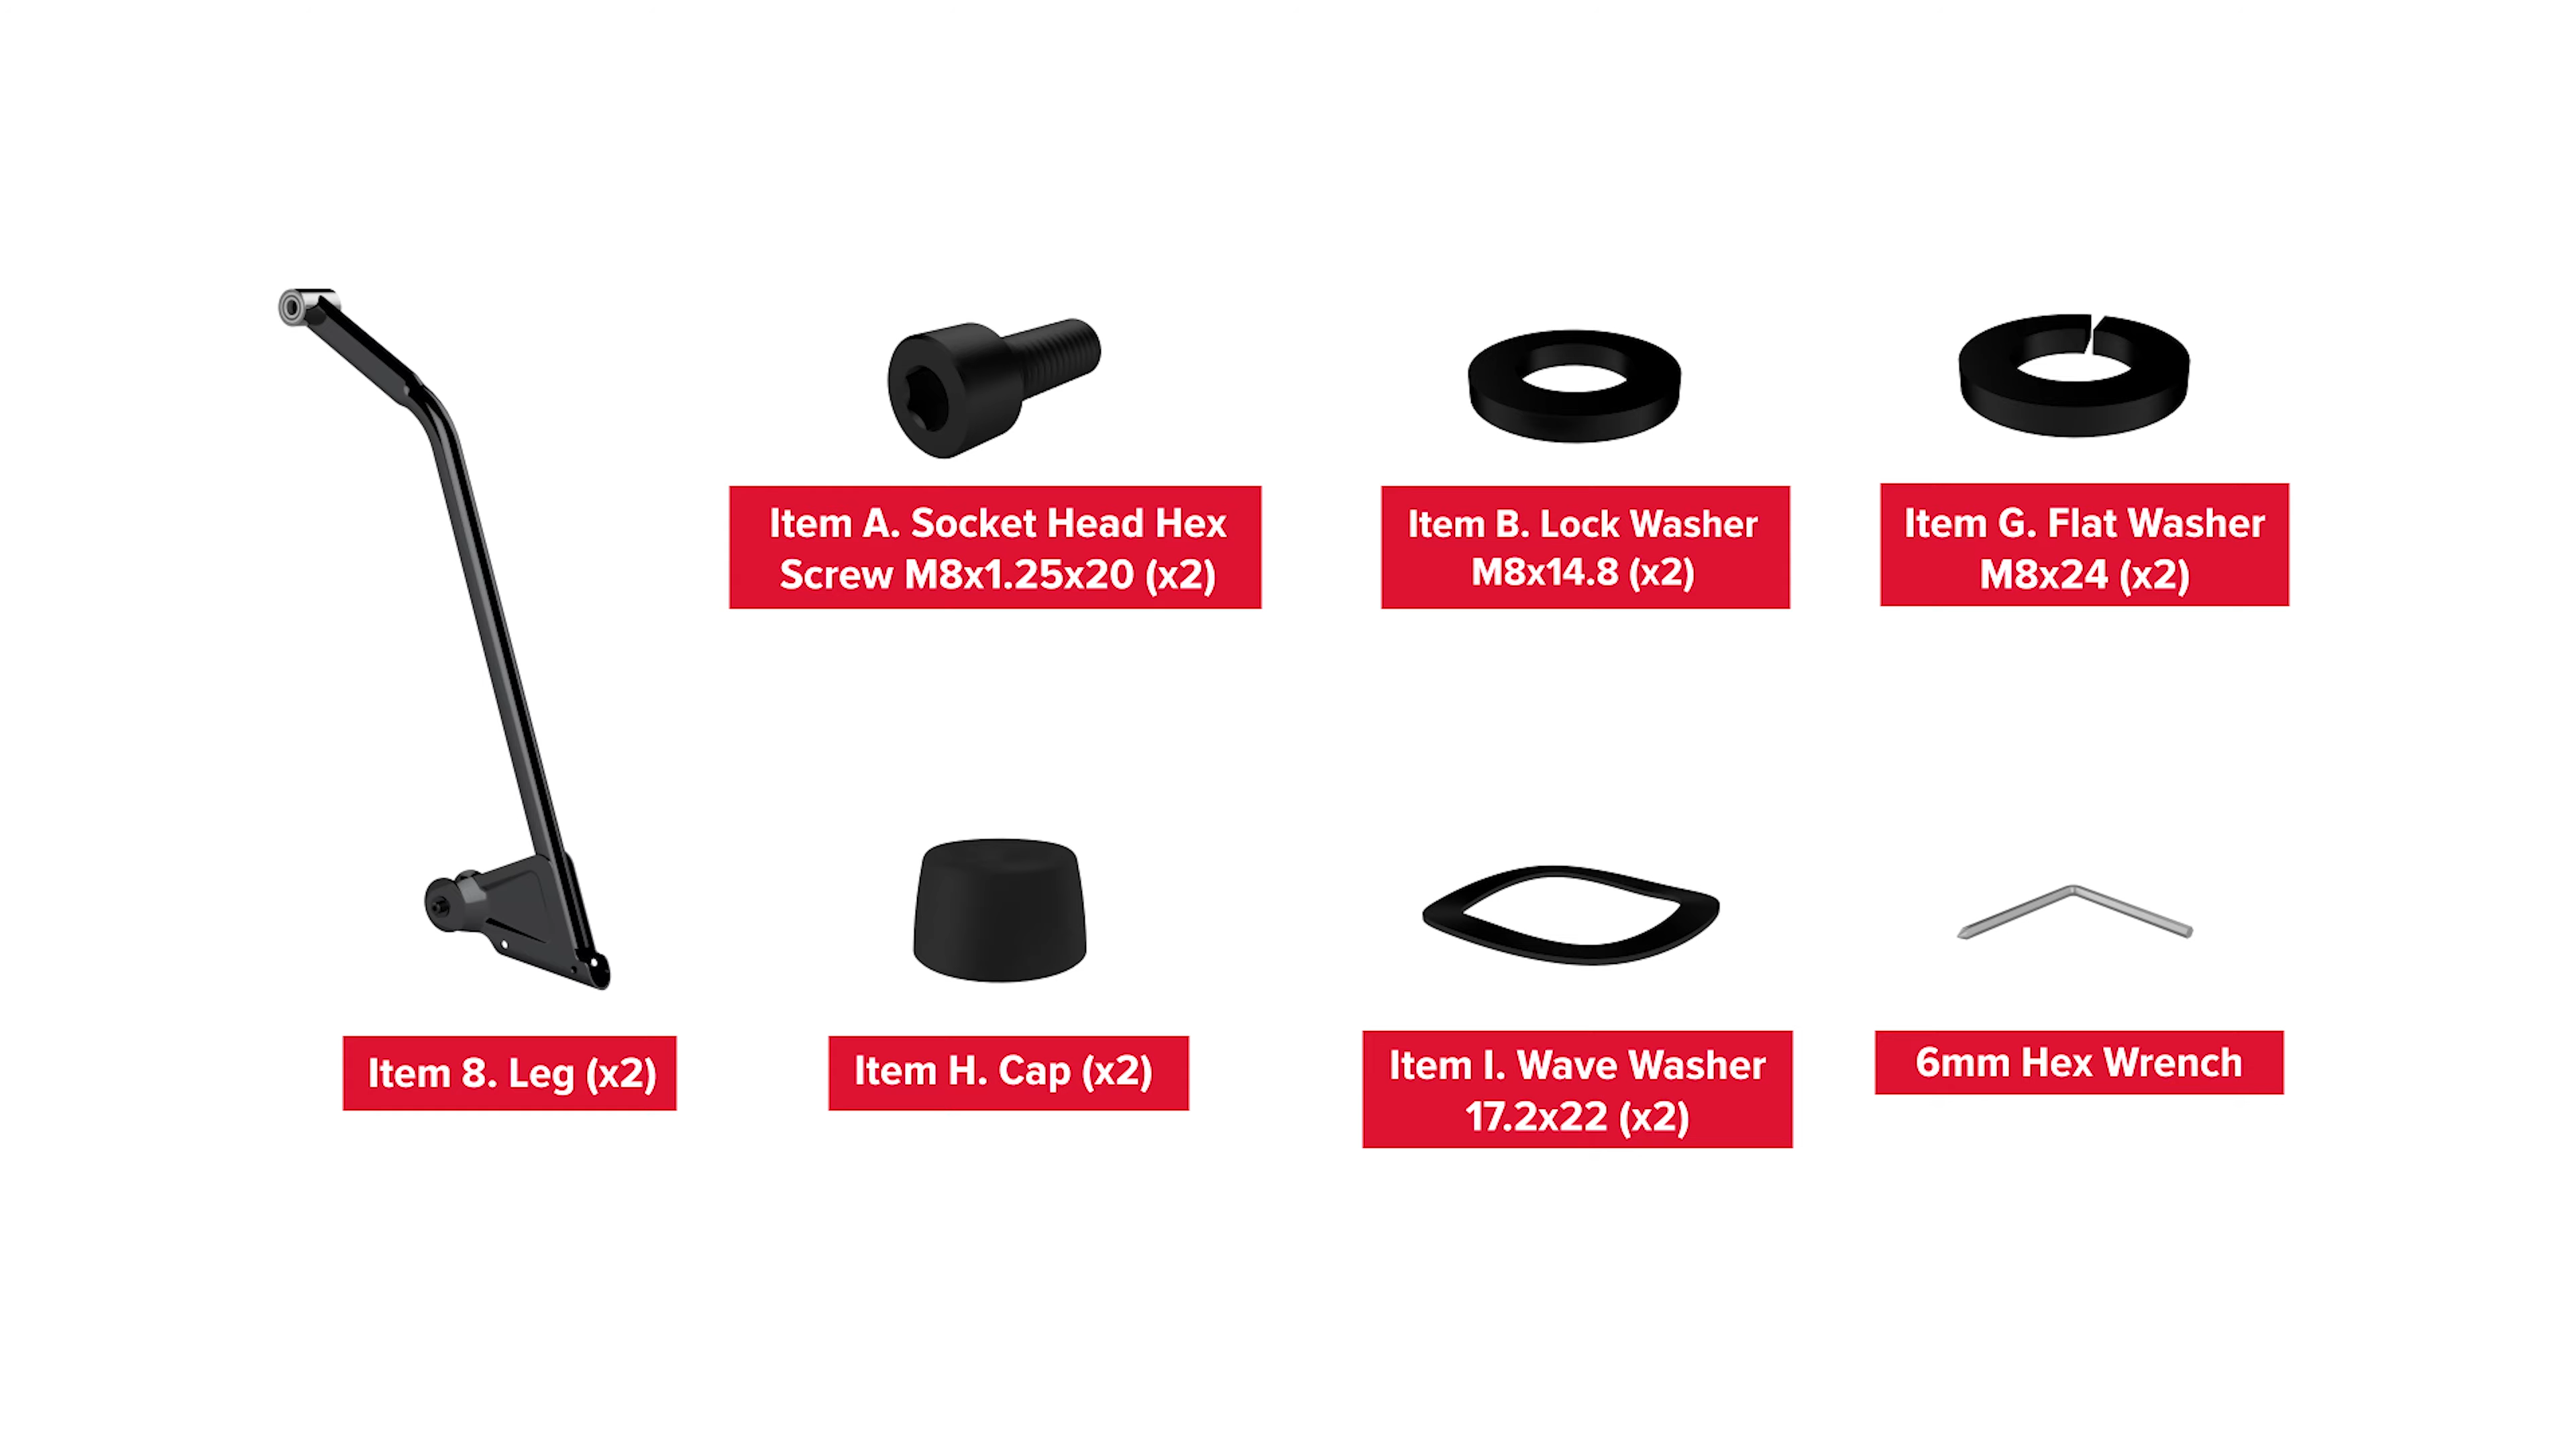 Item A. Socket Head Hex
Screw M8x1.25x20 (x2)
Item B. Lock Washer
M8x14.8 (x2)
Item G. Flat Washer
M8x24 (x2)
Item 8. Leg (x2)
Item H. Cap (x2)
Item I. Wave Washer
17.2x22 (x2)
6mm Hex Wrench